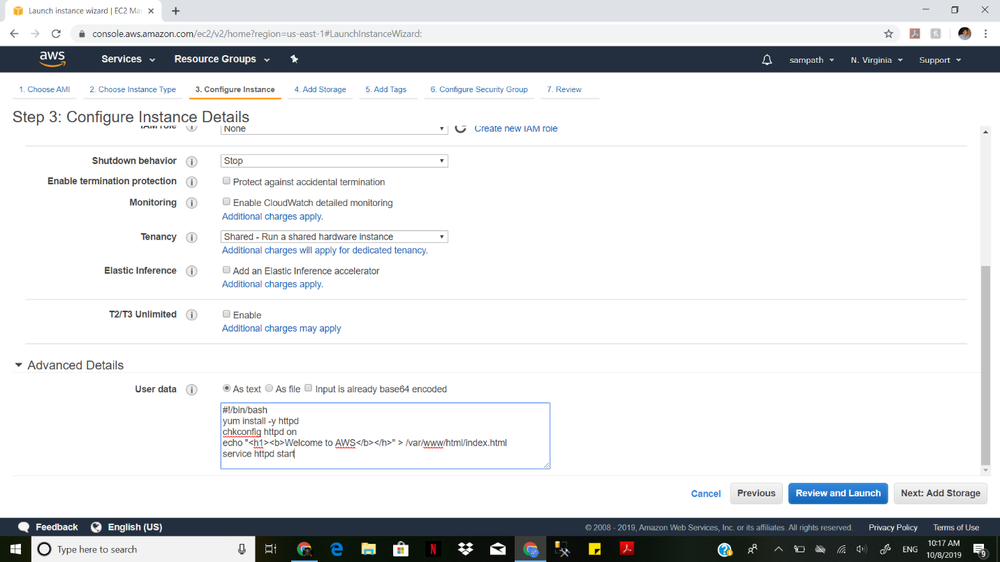 Launch instance wizard | EC2 Ma
console.aws.amazon.com/ec2/v2/home?region=us-east-1#LaunchInstanceWizard:
aws Services Resource Groups sampath N. Virginia Support
1. Choose AMI 2. Choose Instance Type 3. Configure Instance 4. Add Storage 5. Add Tags 6. Configure Security Group 7. Review
Step 3: Configure Instance Details
IAM role None Create new IAM role
Shutdown behavior Stop
Enable termination protection Protect against accidental termination
Monitoring Enable CloudWatch detailed monitoring
Additional charges apply.
Tenancy Shared - Run a shared hardware instance
Additional charges will apply for dedicated tenancy.
Elastic Inference Add an Elastic Inference accelerator
Additional charges apply.
T2/T3 Unlimited Enable
Additional charges may apply
Advanced Details
User data As text As file Input is already base64 encoded
#!/bin/bash
yum install -y httpd
chkconfig httpd on
echo "<h1><b>Welcome to AWS</b></h>" > /var/www/html/index.html
service httpd start
Cancel Previous Review and Launch Next: Add Storage
Feedback English (US) © 2008 - 2019, Amazon Web Services, Inc. or its affiliates. All rights reserved. Privacy Policy Terms of Use
Type here to search ENG 10:17 AM
10/8/2019 9